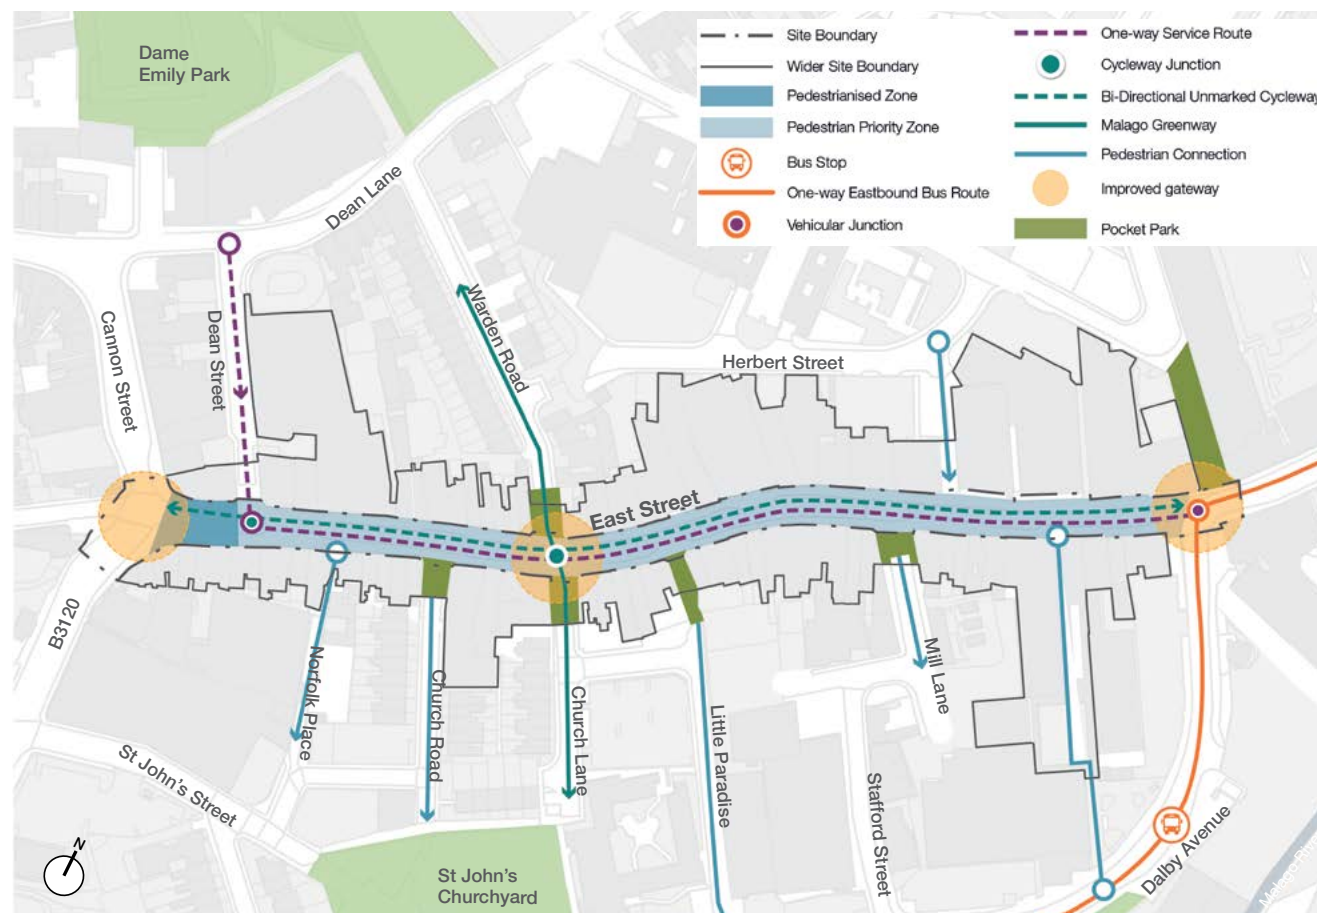 Dame
Emily Park
Site Boundary
Wider Site Boundary
Pedestrianised Zone
Pedestrian Priority Zone
Bus Stop
One-way Eastbound Bus Route
Vehicular Junction
One-way Service Route
Cycleway Junction
Bi-Directional Unmarked Cycleway
Malago Greenway
Pedestrian Connection
Improved gateway
Pocket Park
Dean Lane
Cannon Street
Dean Street
Warden Road
Herbert Street
East Street
B3120
Norfolk Place
Church Road
Church Lane
Little Paradise
Mill Lane
Stafford Street
St John's Street
St John's
Churchyard
Dalby Avenue
Malago
N